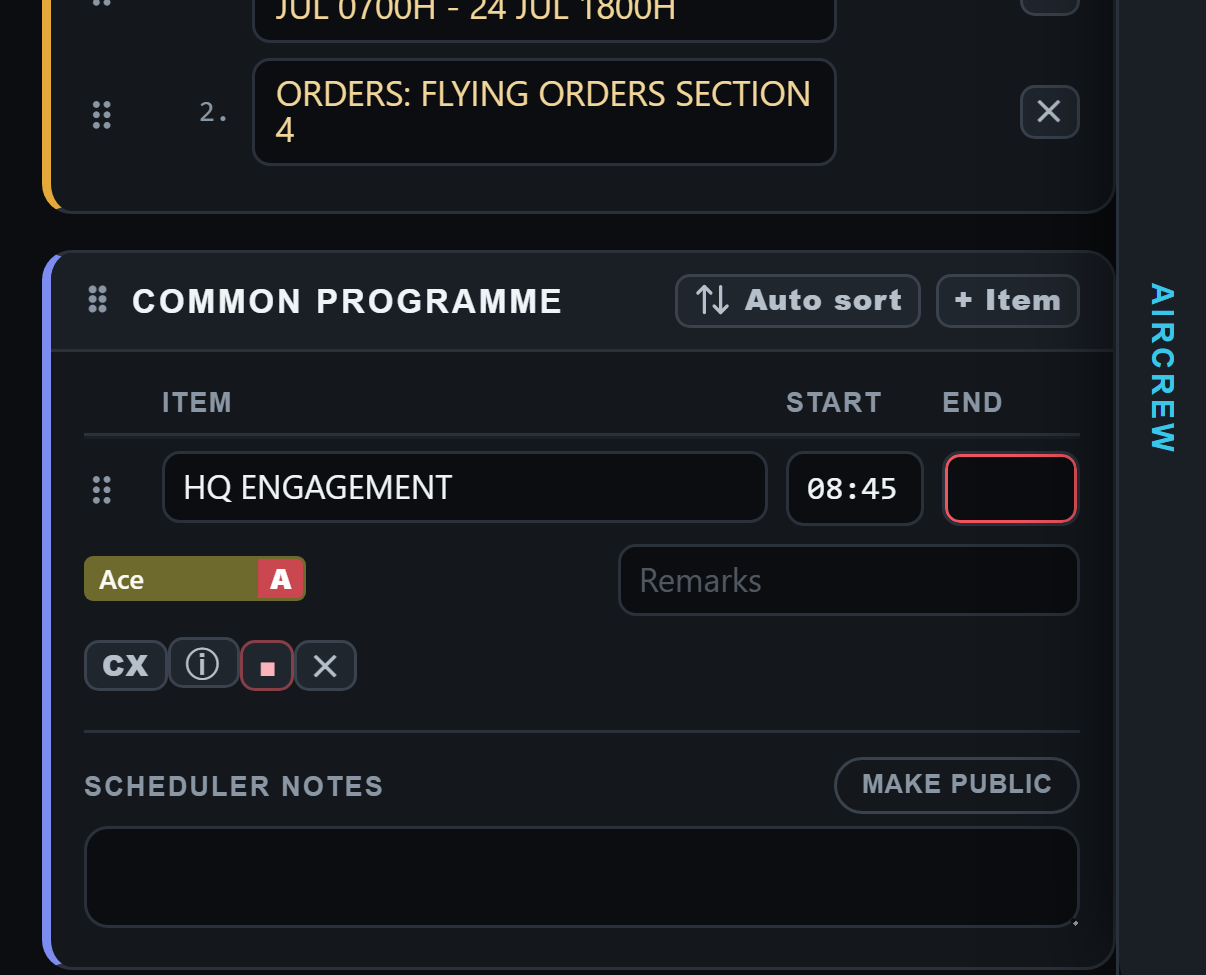 JUL 0700H - 24 JUL 1800H
2.
ORDERS: FLYING ORDERS SECTION
4
COMMON PROGRAMME
Auto sort
+ Item
AIRCREW
ITEM
START
END
HQ ENGAGEMENT
08:45
Ace
A
Remarks
CX
SCHEDULER NOTES
MAKE PUBLIC